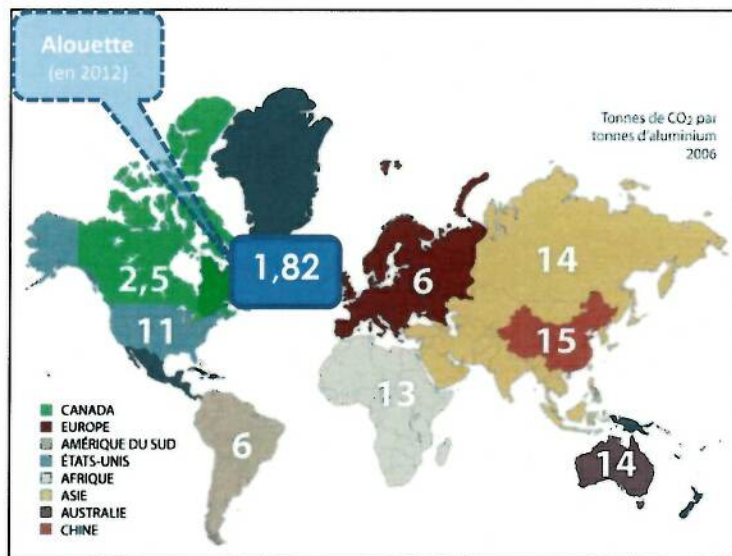 Alouette
(en 2012)
Tonnes de CO2 par
tonnes d'aluminium
2006
1,82
2,5
11
6
14
15
13
6
14
CANADA
EUROPE
AMÉRIQUE DU SUD
ÉTATS-UNIS
AFRIQUE
ASIE
AUSTRALIE
CHINE